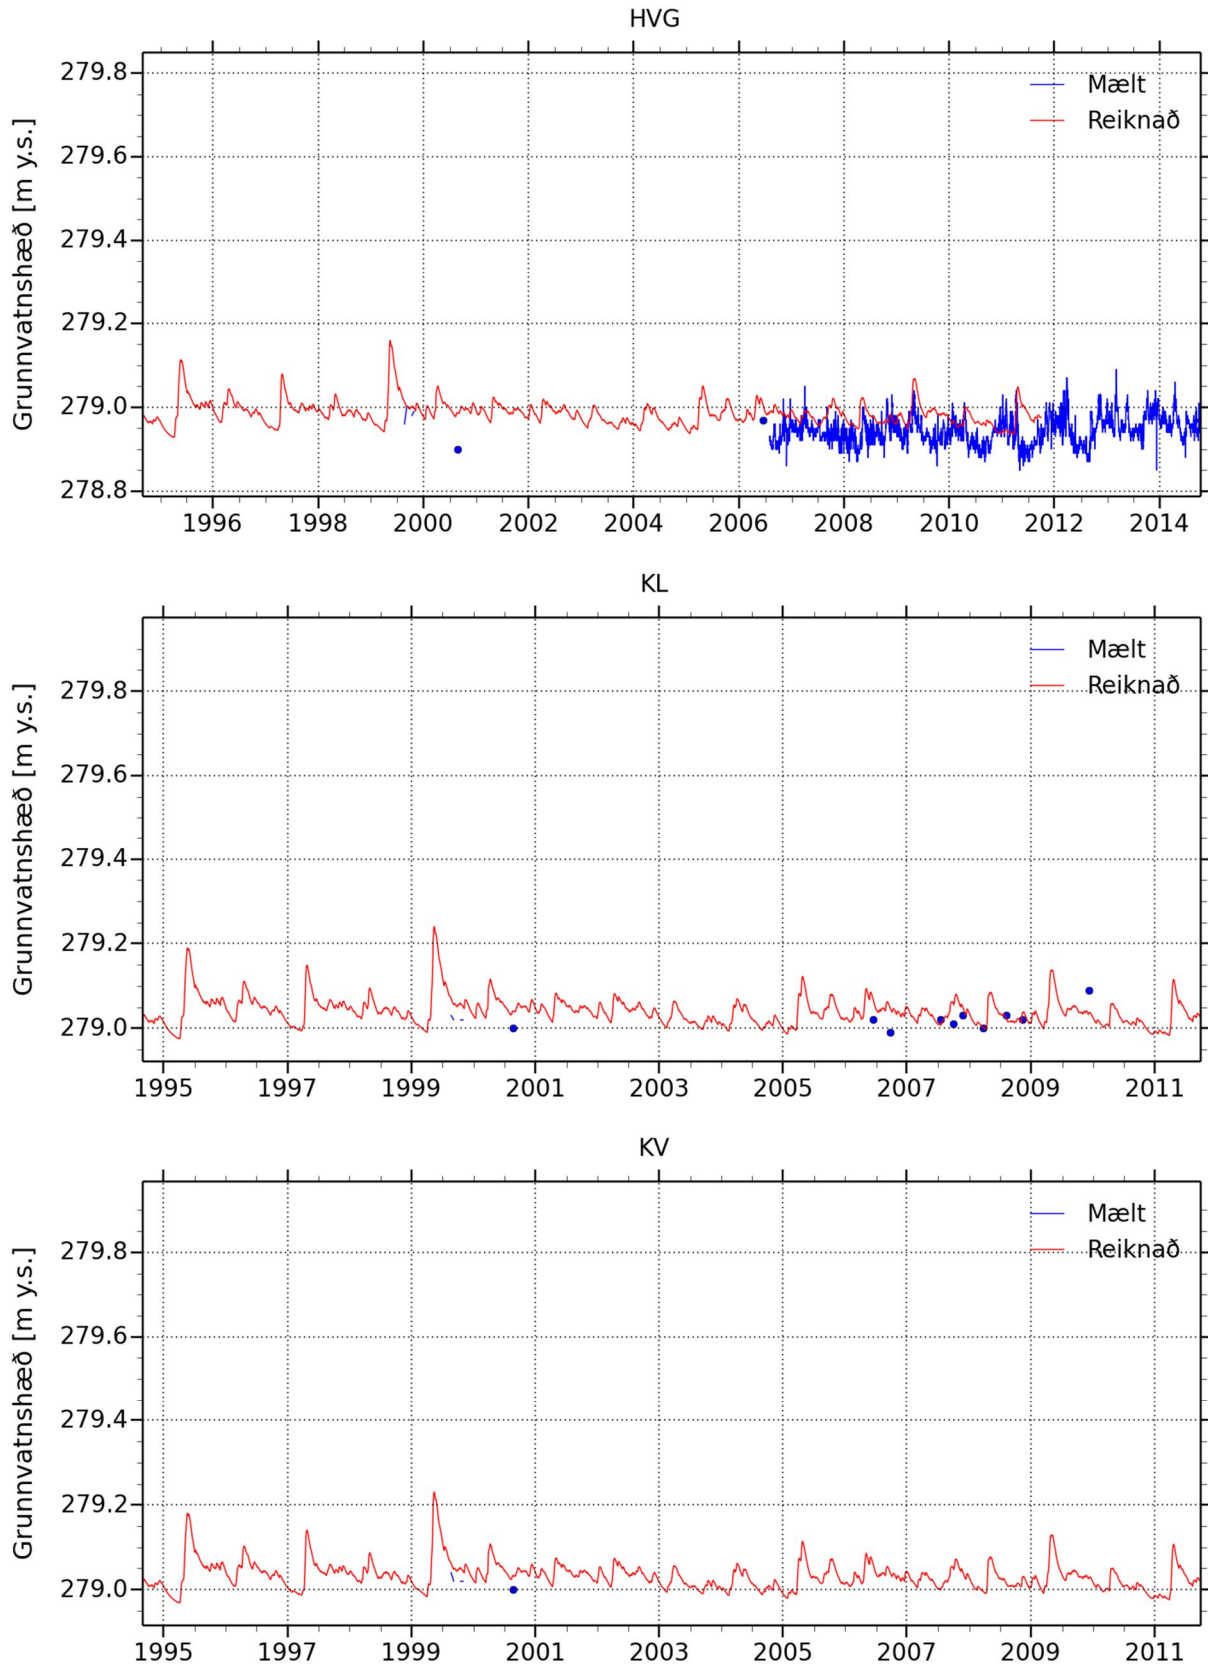 HVG
Grunnvatnshæð [m y.s.]
279.8
279.6
279.4
279.2
279.0
278.8
Mælt
Reiknað
1996 1998 2000 2002 2004 2006 2008 2010 2012 2014
KL
Grunnvatnshæð [m y.s.]
279.8
279.6
279.4
279.2
279.0
Mælt
Reiknað
1995 1997 1999 2001 2003 2005 2007 2009 2011
KV
Grunnvatnshæð [m y.s.]
279.8
279.6
279.4
279.2
279.0
Mælt
Reiknað
1995 1997 1999 2001 2003 2005 2007 2009 2011